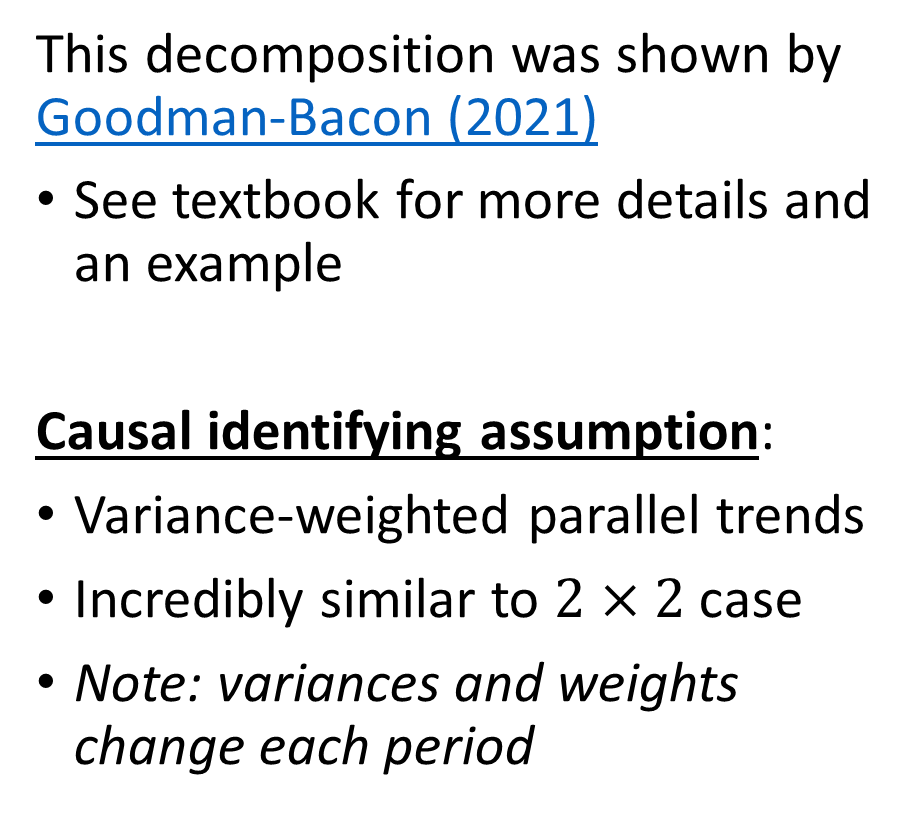 This decomposition was shown by
Goodman-Bacon (2021)
• See textbook for more details and
an example
Causal identifying assumption:
• Variance-weighted parallel trends
• Incredibly similar to 2 × 2 case
• Note: variances and weights
change each period